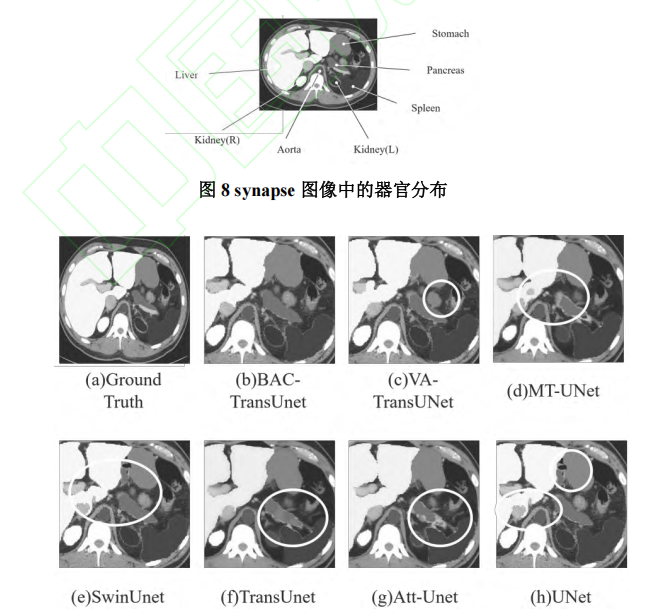 Stomach
Liver
Pancreas
Spleen
Kidney(R)
Aorta
Kidney(L)
图 8 synapse 图像中的器官分布
(a)Ground
Truth
(b)BAC-
TransUnet
(c)VA-
TransUNet
(d)MT-UNet
(e)SwinUnet
(f)TransUnet
(g)Att-Unet
(h)UNet